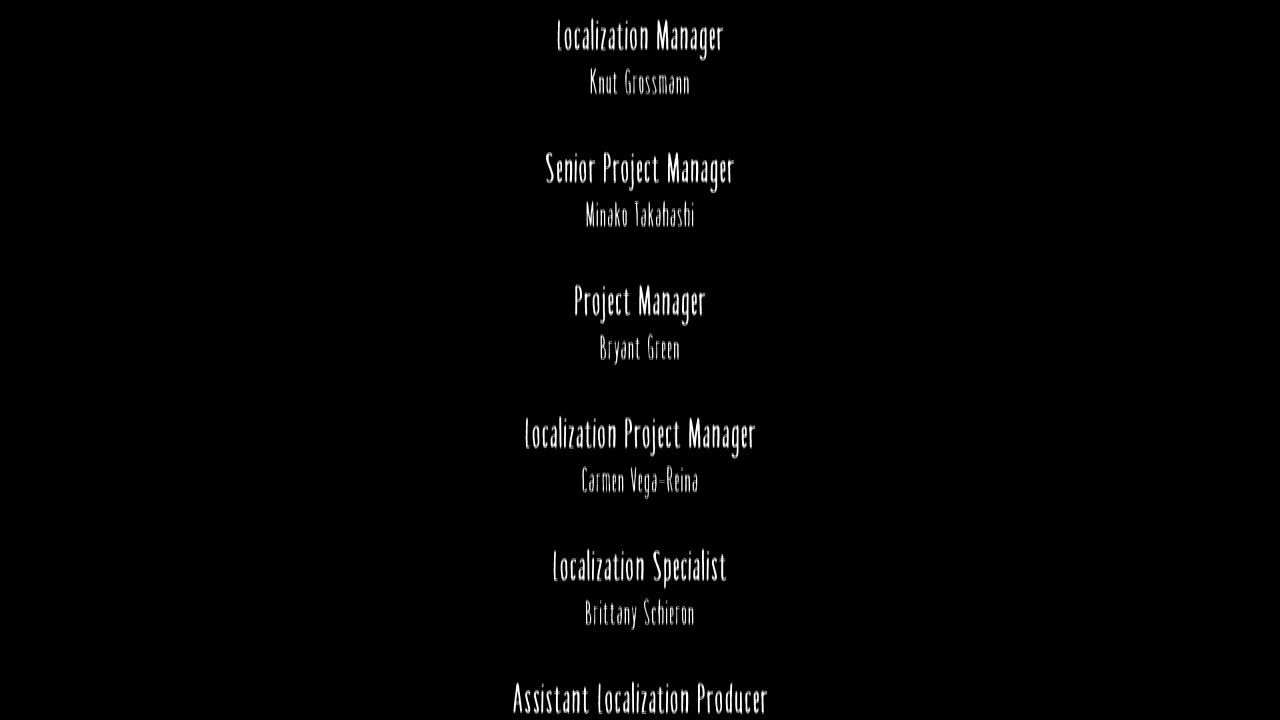 Localization Manager
Knut Grossmann
Senior Project Manager
Minako Takahashi
Project Manager
Bryant Green
Localization Project Manager
Carmen Vega-Reina
Localization Specialist
Brittany Schieron
Assistant Localization Producer